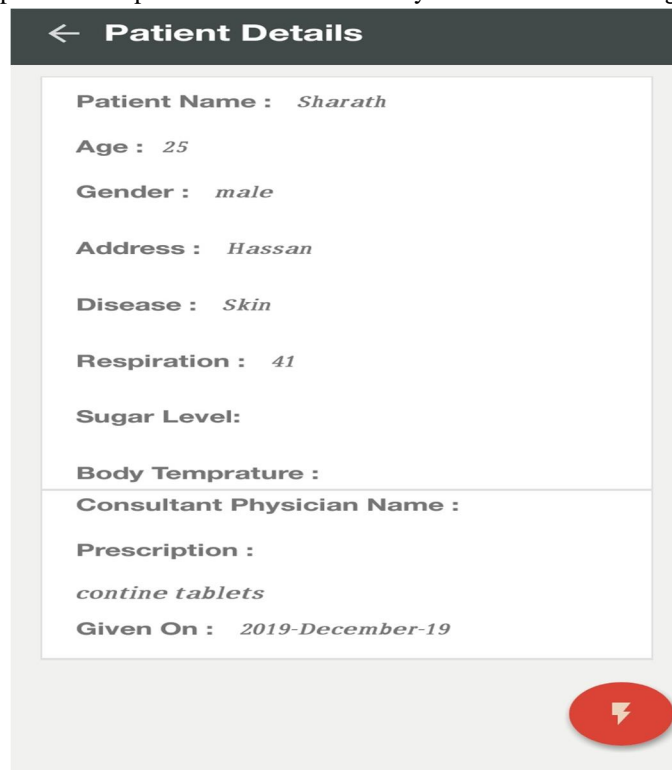 ← Patient Details
Patient Name : Sharath
Age : 25
Gender : male
Address : Hassan
Disease : Skin
Respiration : 41
Sugar Level:
Body Temprature :
Consultant Physician Name :
Prescription :
contine tablets
Given On : 2019-December-19